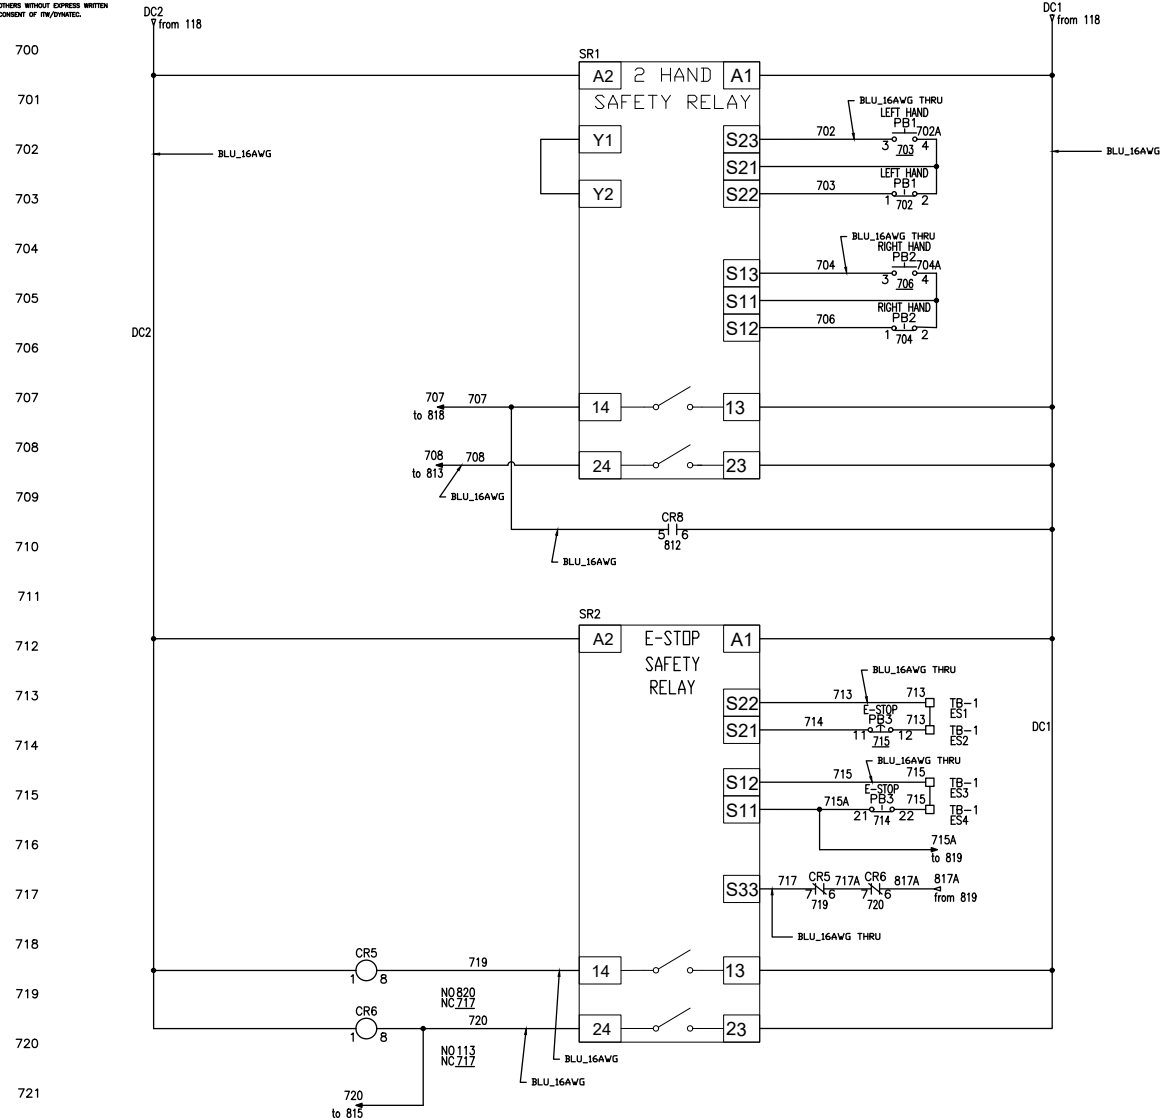 OTHERS WITHOUT EXPRESS WRITTEN
CONSENT OF ITW/DYNATEC.
DC2
from 118
DC1
from 118
700
SR1
A2
2 HAND
A1
SAFETY RELAY
701
BLU_16AWG THRU
LEFT HAND
PB1
Y1
S23
702
702A
3
4
703
702
BLU_16AWG
BLU_16AWG
S21
LEFT HAND
PB1
703
Y2
S22
703
1
2
702
704
BLU_16AWG THRU
RIGHT HAND
PB2
S13
704
704A
3
4
706
705
S11
RIGHT HAND
PB2
DC2
S12
706
1
2
704
706
707
707
to 818
707
14
13
708
708
to 813
708
24
23
709
BLU_16AWG
CR8
5
6
812
710
BLU_16AWG
711
SR2
712
A2
E-STOP
A1
SAFETY
RELAY
BLU_16AWG THRU
713
S22
713
713
TB-1
ES1
E-STOP
PB3
S21
714
713
TB-1
ES2
11
12
715
DC1
714
BLU_16AWG THRU
S12
715
715
TB-1
ES3
715
E-STOP
PB3
S11
715A
715
TB-1
ES4
21
22
714
716
715A
to 819
717
S33
717
CR5
717A
CR6
817A
817A
from 819
7
6
7
6
719
720
BLU_16AWG THRU
718
CR5
719
14
13
1
8
719
NO 820
NC 717
CR6
720
24
23
1
8
720
NO 113
NC 717
BLU_16AWG
BLU_16AWG
721
720
to 815